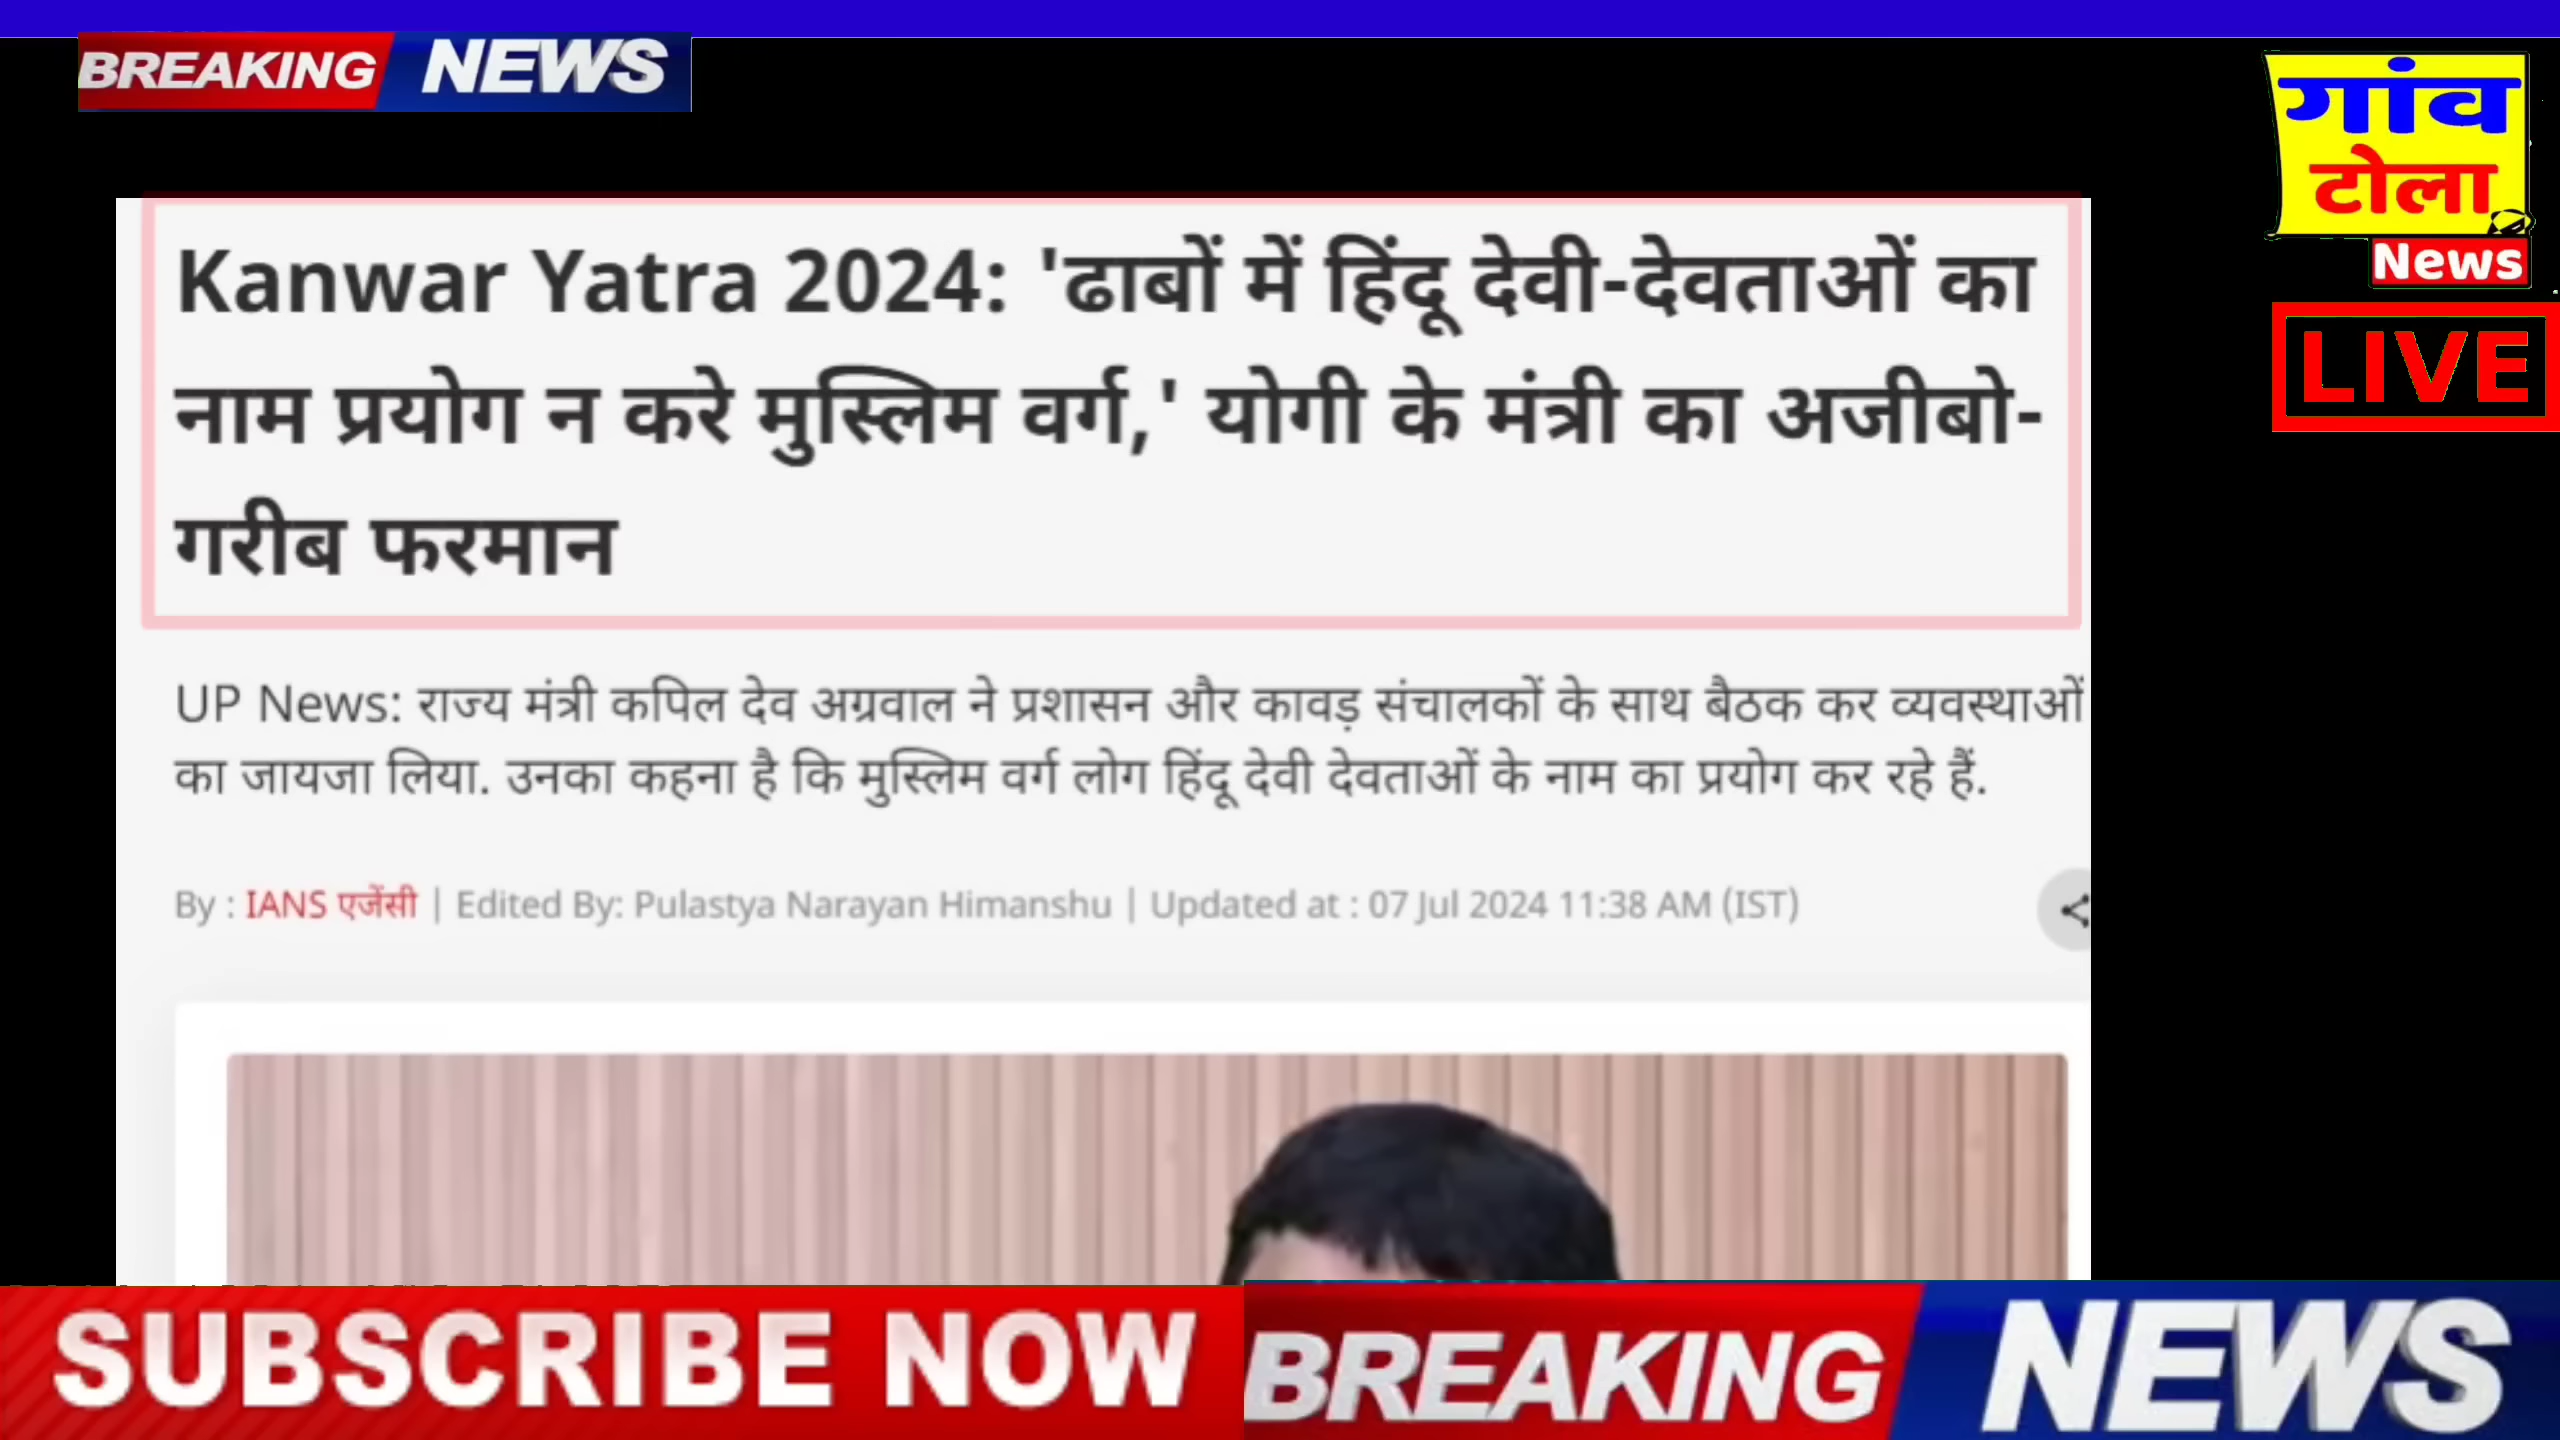 BREAKING NEWS
गांव
टोला
News
LIVE
Kanwar Yatra 2024: 'ढाबों में हिंदू देवी-देवताओं का
नाम प्रयोग न करे मुस्लिम वर्ग,' योगी के मंत्री का अजीबो-
गरीब फरमान
UP News: राज्य मंत्री कपिल देव अग्रवाल ने प्रशासन और कावड़ संचालकों के साथ बैठक कर व्यवस्थाओं
का जायजा लिया. उनका कहना है कि मुस्लिम वर्ग लोग हिंदू देवी देवताओं के नाम का प्रयोग कर रहे हैं.
By : IANS एजेंसी | Edited By: Pulastya Narayan Himanshu | Updated at : 07 Jul 2024 11:38 AM (IST)
SUBSCRIBE NOW BREAKING NEWS